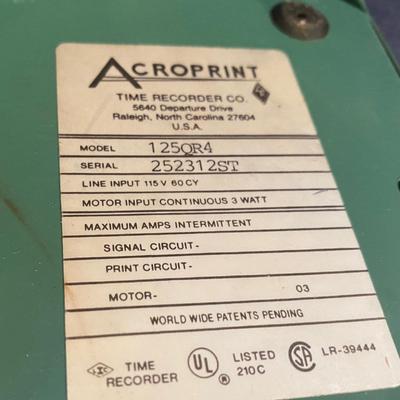 ACROPRINT
TIME RECORDER CO.
5640 Departure Drive
Raleigh, North Carolina 27604
U.S.A.
MODEL 125QR4
SERIAL 252312ST
LINE INPUT 115 V 60 CY
MOTOR INPUT CONTINUOUS 3 WATT
MAXIMUM AMPS INTERMITTENT
SIGNAL CIRCUIT-
PRINT CIRCUIT-
MOTOR- 03
WORLD WIDE PATENTS PENDING
TIME RECORDER UL ® LISTED 210C SA LR-39444